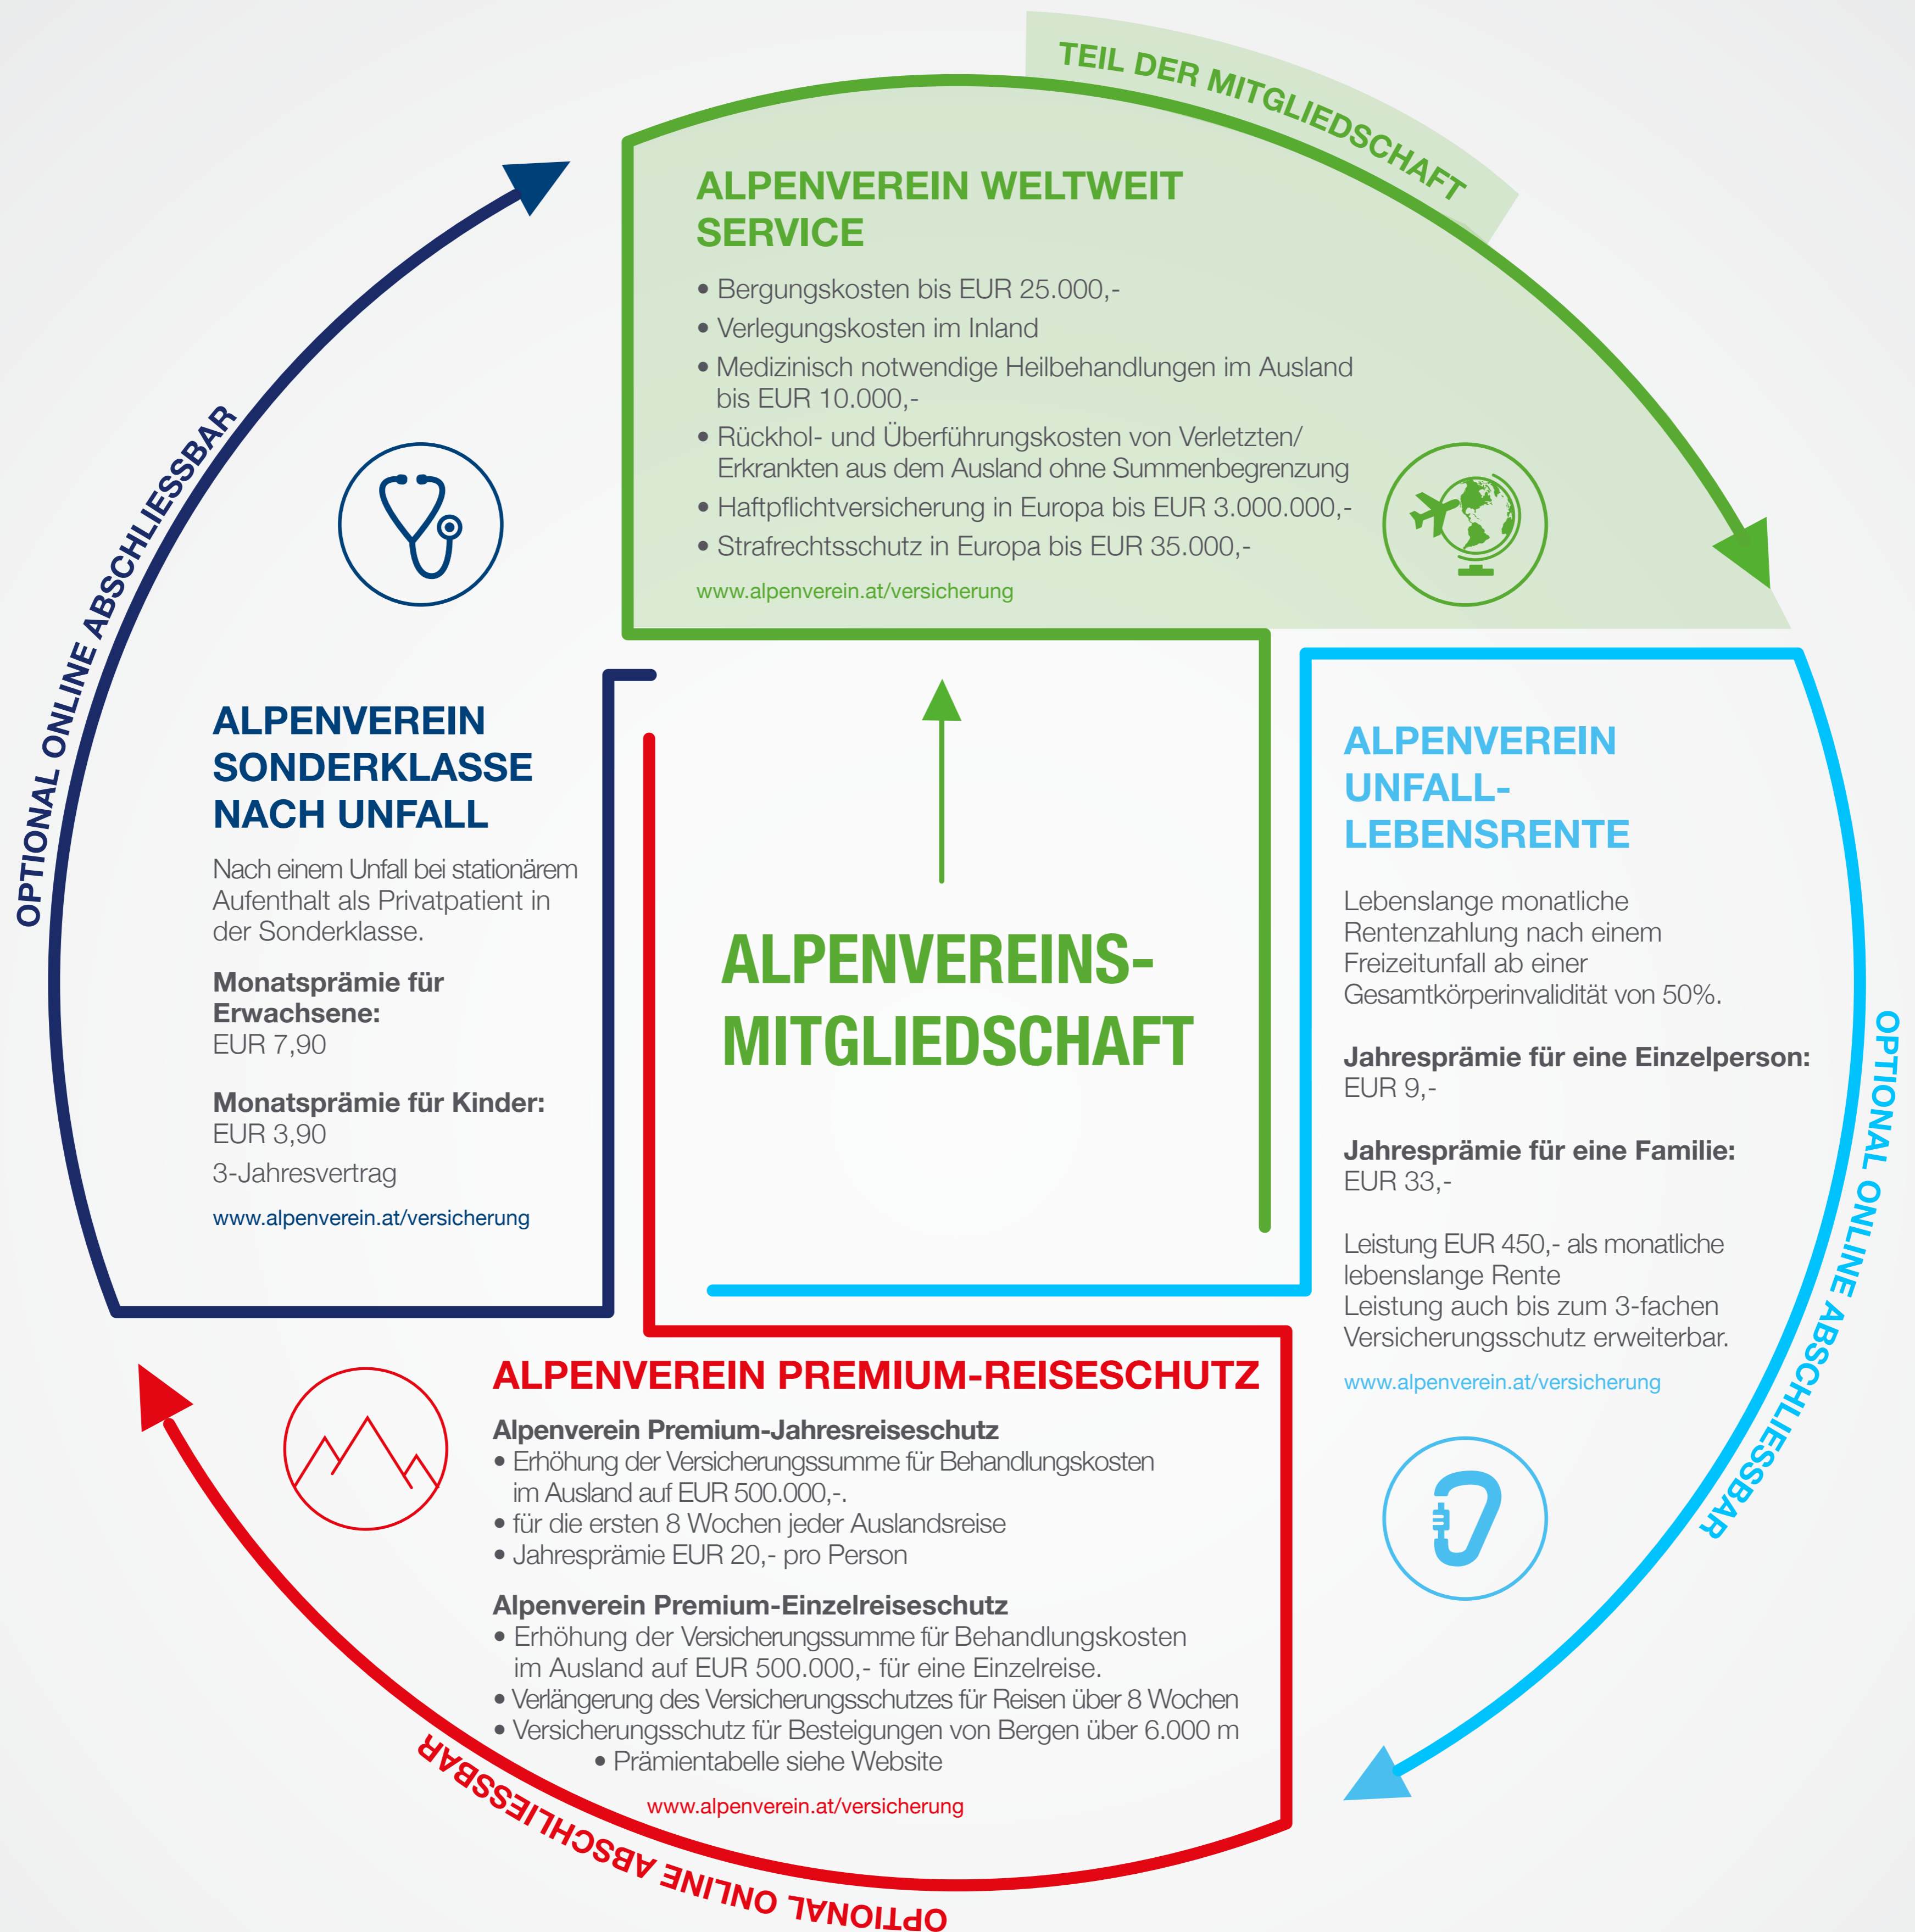 TEIL DER MITGLIEDSCHAFT
ALPENVEREIN WELTWEIT
SERVICE
• Bergungskosten bis EUR 25.000,-
• Verlegungskosten im Inland
• Medizinisch notwendige Heilbehandlungen im Ausland
bis EUR 10.000,-
• Rückhol- und Überführungskosten von Verletzten/
Erkrankten aus dem Ausland ohne Summenbegrenzung
• Haftpflichtversicherung in Europa bis EUR 3.000.000,-
• Strafrechtsschutz in Europa bis EUR 35.000,-
www.alpenverein.at/versicherung
OPTIONAL ONLINE ABSCHLIESSBAR
ALPENVEREIN
SONDERKLASSE
NACH UNFALL
Nach einem Unfall bei stationärem
Aufenthalt als Privatpatient in
der Sonderklasse.
Monatsprämie für
Erwachsene:
EUR 7,90
Monatsprämie für Kinder:
EUR 3,90
3-Jahresvertrag
www.alpenverein.at/versicherung
ALPENVEREINS-
MITGLIEDSCHAFT
ALPENVEREIN
UNFALL-
LEBENSRENTE
Lebenslange monatliche
Rentenzahlung nach einem
Freizeitunfall ab einer
Gesamtkörperinvalidität von 50%.
Jahresprämie für eine Einzelperson:
EUR 9,-
Jahresprämie für eine Familie:
EUR 33,-
Leistung EUR 450,- als monatliche
lebenslange Rente
Leistung auch bis zum 3-fachen
Versicherungsschutz erweiterbar.
www.alpenverein.at/versicherung
OPTIONAL ONLINE ABSCHLIESSBAR
ALPENVEREIN PREMIUM-REISESCHUTZ
Alpenverein Premium-Jahresreiseschutz
• Erhöhung der Versicherungssumme für Behandlungskosten
im Ausland auf EUR 500.000,-.
• für die ersten 8 Wochen jeder Auslandsreise
• Jahresprämie EUR 20,- pro Person
Alpenverein Premium-Einzelreiseschutz
• Erhöhung der Versicherungssumme für Behandlungskosten
im Ausland auf EUR 500.000,- für eine Einzelreise.
• Verlängerung des Versicherungsschutzes für Reisen über 8 Wochen
• Versicherungsschutz für Besteigungen von Bergen über 6.000 m
• Prämientabelle siehe Website
www.alpenverein.at/versicherung
OPTIONAL ONLINE ABSCHLIESSBAR